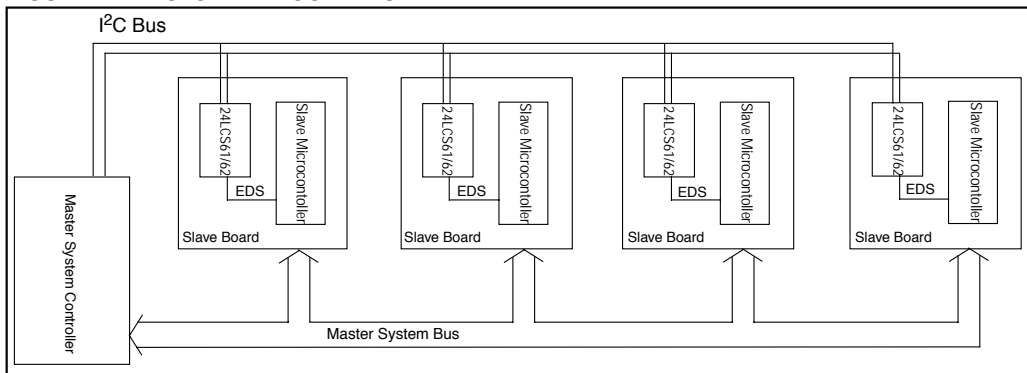 I²C Bus
24LCS61/62
Slave Microcontoller
EDS
Slave Board
24LCS61/62
Slave Microcontoller
EDS
Slave Board
24LCS61/62
Slave Microcontoller
EDS
Slave Board
24LCS61/62
Slave Microcontoller
EDS
Slave Board
Master System Controller
Master System Bus